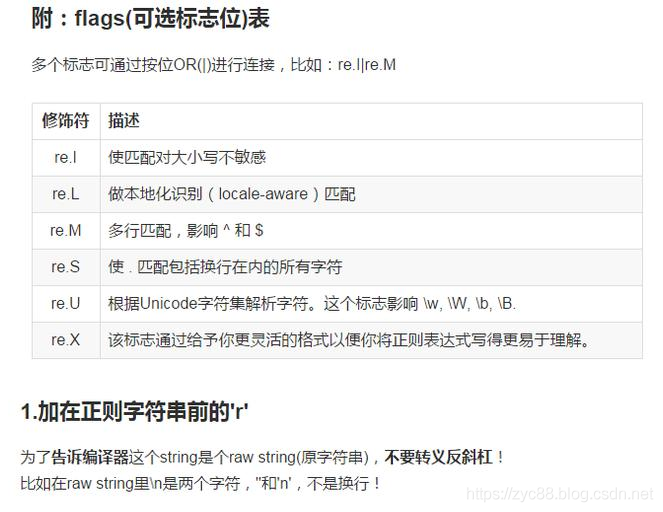 附：flags(可选标志位)表
多个标志可通过按位OR(|)进行连接，比如：re.I|re.M
修饰符 描述
re.I 使匹配对大小写不敏感
re.L 做本地化识别（locale-aware）匹配
re.M 多行匹配，影响 ^ 和 $
re.S 使 . 匹配包括换行在内的所有字符
re.U 根据Unicode字符集解析字符。这个标志影响 \w, \W, \b, \B.
re.X 该标志通过给予你更灵活的格式以便你将正则表达式写得更易于理解。
1.加在正则字符串前的'r'
为了告诉编译器这个string是个raw string(原字符串)，不要转义反斜杠！
比如在raw string里\n是两个字符，''和'n'，不是换行！
https://zyc88.blog.csdn.net